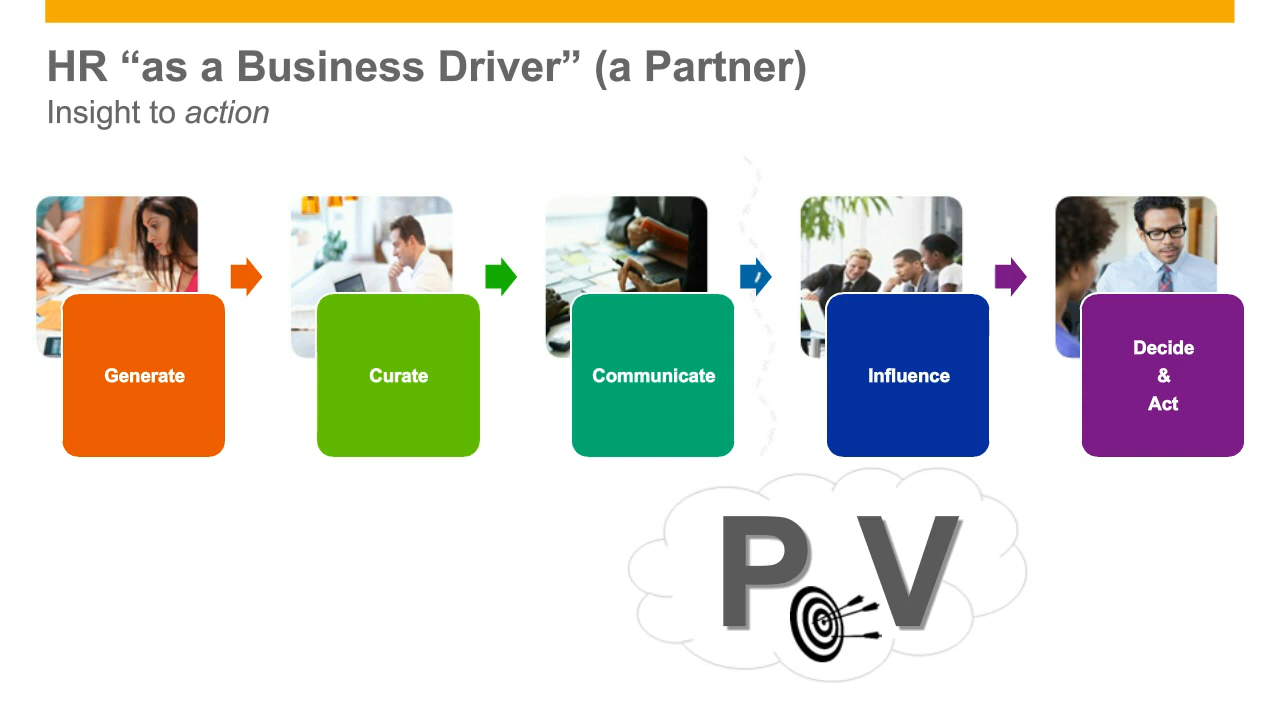 HR “as a Business Driver” (a Partner)
Insight to action
Generate
Curate
Communicate
Influence
Decide
&
Act
P V